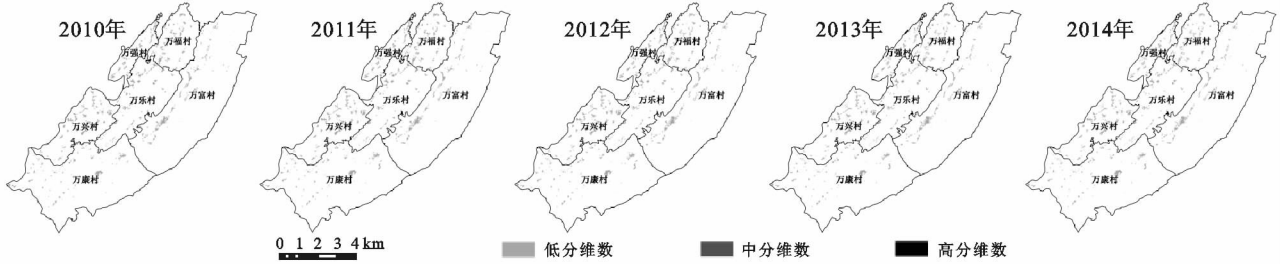 2010年
万强村
万福村
万乐村
万富村
万兴村
万康村
2011年
万强村
万福村
万乐村
万富村
万兴村
万康村
2012年
万强村
万福村
万乐村
万富村
万兴村
万康村
2013年
万强村
万福村
万乐村
万富村
万兴村
万康村
2014年
万强村
万福村
万乐村
万富村
万兴村
万康村
0 1 2 3 4 km
低分维数
中分维数
高分维数